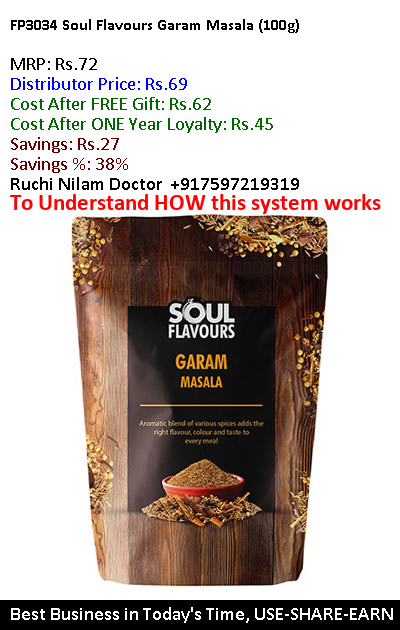 FP3034 Soul Flavours Garam Masala (100g)
MRP: Rs.72
Distributor Price: Rs.69
Cost After FREE Gift: Rs.62
Cost After ONE Year Loyalty: Rs.45
Savings: Rs.27
Savings %: 38%
Ruchi Nilam Doctor +917597219319
To Understand HOW this system works
SOUL
FLAVOURS
GARAM
MASALA
Aromatic blend of various spices adds the
right flavour, colour and taste to
every meal
Best Business in Today's Time, USE-SHARE-EARN